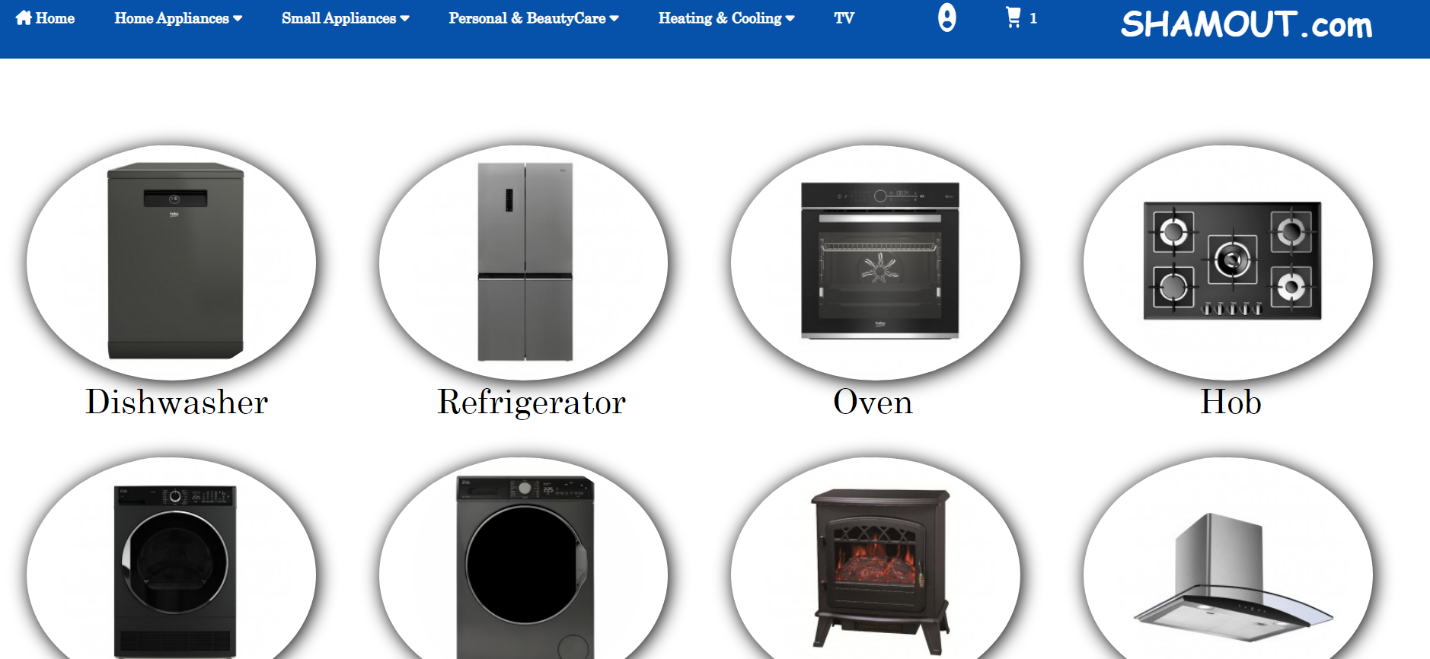 Home Home Appliances Small Appliances Personal & BeautyCare Heating & Cooling TV 1 SHAMOUT.com
Dishwasher Refrigerator Oven Hob